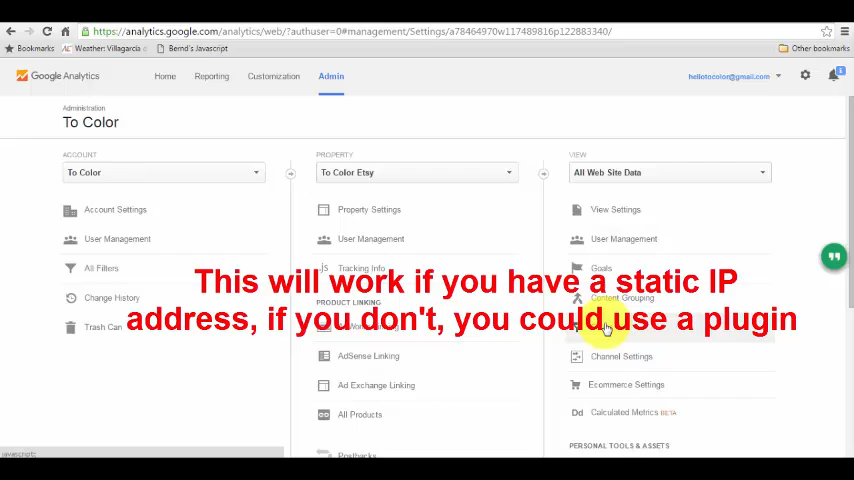 https://analytics.google.com/analytics/web/?authuser=0#management/Settings/a78464970w117489816p122883340/
Bookmarks Weather: Villagarcia d Bernd's Javascript Other bookmarks
Google Analytics Home Reporting Customization Admin hellotocolor@gmail.com
Administration
To Color
ACCOUNT PROPERTY VIEW
To Color To Color Etsy All Web Site Data
Account Settings Property Settings View Settings
User Management User Management User Management
All Filters JS Tracking Info Goals
This will work if you have a static IP
Change History PRODUCT LINKING Content Grouping
address, if you don't, you could use a plugin
Trash Can
AdSense Linking Channel Settings
Ad Exchange Linking Ecommerce Settings
All Products Dd Calculated Metrics BETA
Postbacks PERSONAL TOOLS & ASSETS
javascript: